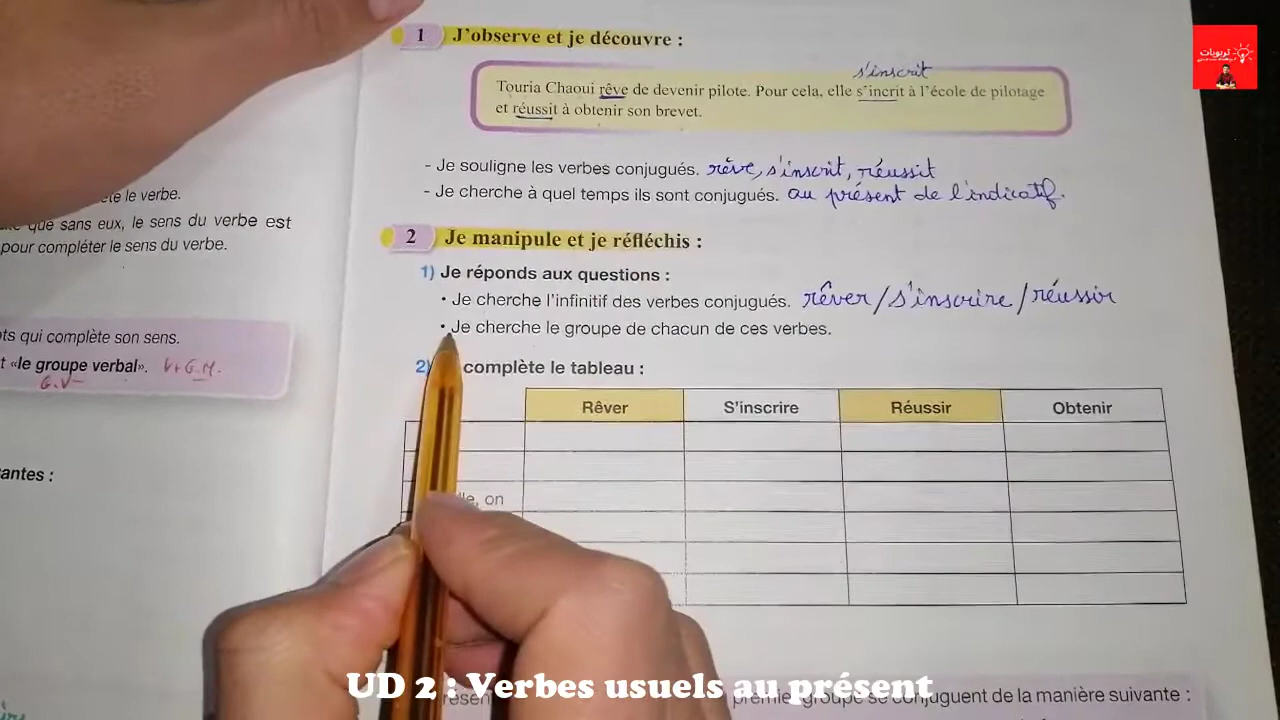 تربويات
1 J'observe et je découvre :
s'inscrit
Touria Chaoui rêve de devenir pilote. Pour cela, elle s'incrit à l'école de pilotage
et réussit à obtenir son brevet.
- Je souligne les verbes conjugués. rêve, s'inscrit, réussit
- Je cherche à quel temps ils sont conjugués. au présent de l'indicatif.
le verbe.
que sans eux, le sens du verbe est
pour compléter le sens du verbe.
2 Je manipule et je réfléchis :
1) Je réponds aux questions :
• Je cherche l'infinitif des verbes conjugués. rêver/s'inscrire/réussir
• Je cherche le groupe de chacun de ces verbes.
ts qui complète son sens.
t «le groupe verbal». V+G.M.
G.V
2) complète le tableau :
Rêver S'inscrire Réussir Obtenir
antes :
on
UD 2 : Verbes usuels au présent
premier groupe se conjuguent de la manière suivante :